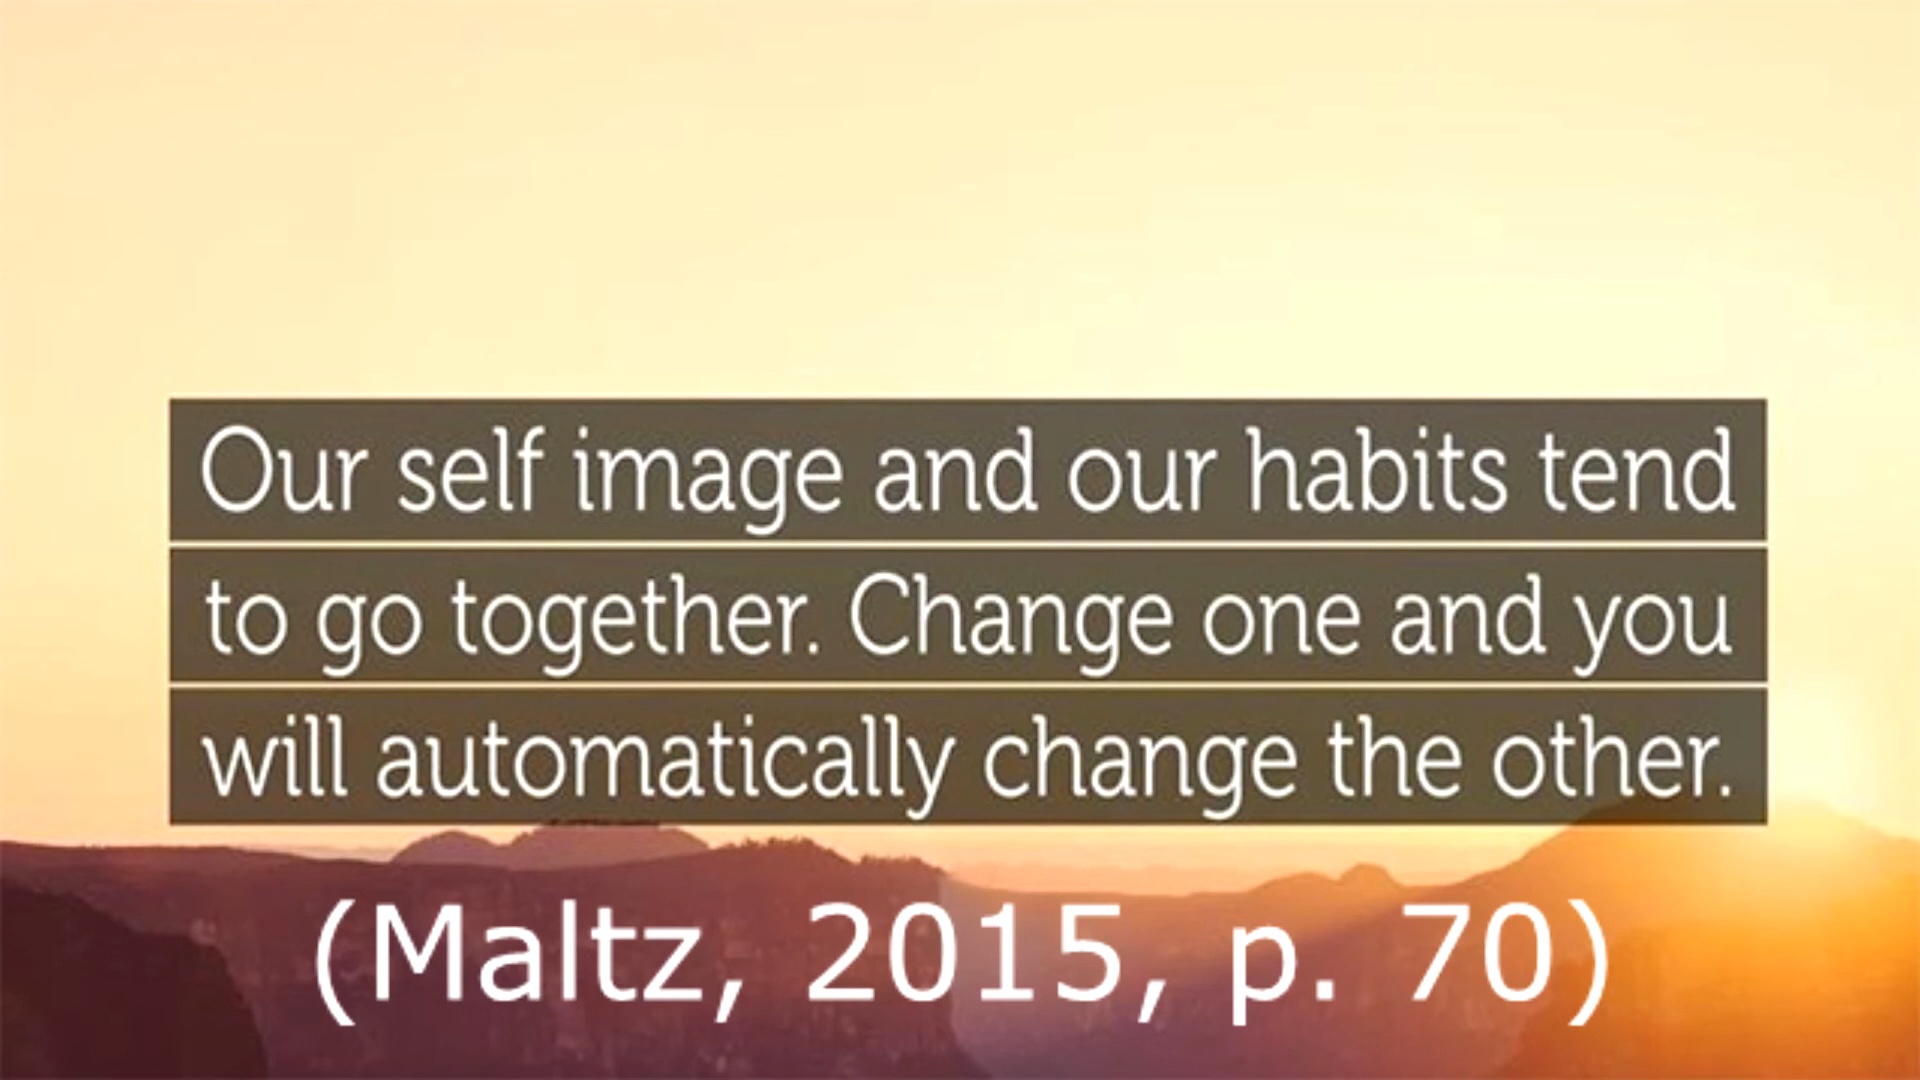 Our self image and our habits tend
to go together. Change one and you
will automatically change the other.
(Maltz, 2015, p. 70)